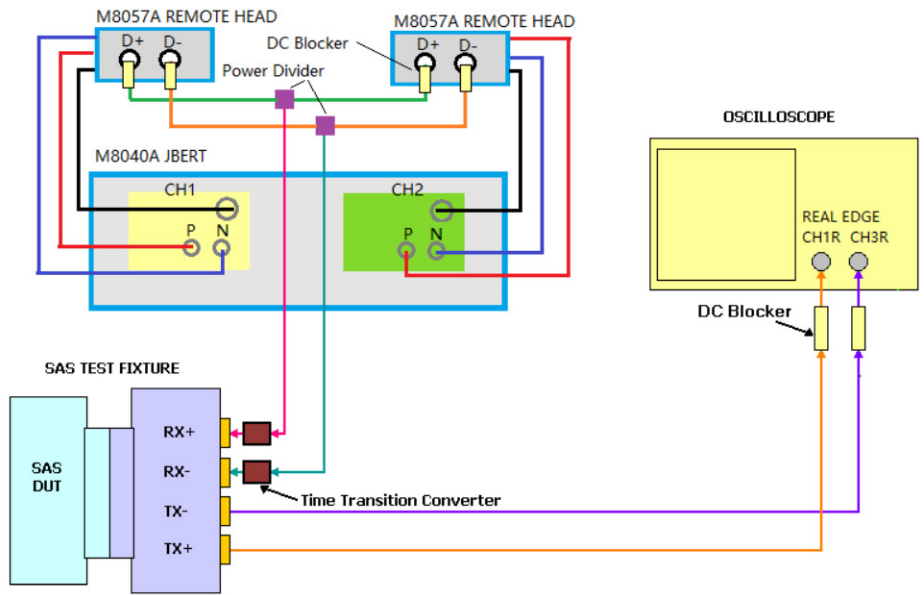 M8057A REMOTE HEAD
M8057A REMOTE HEAD
D+ D-
DC Blocker
D+ D-
Power Divider
OSCILLOSCOPE
M8040A JBERT
CH1
CH2
P N
P N
REAL EDGE
CH1R CH3R
DC Blocker
SAS TEST FIXTURE
RX+
SAS
DUT
RX-
Time Transition Converter
TX-
TX+